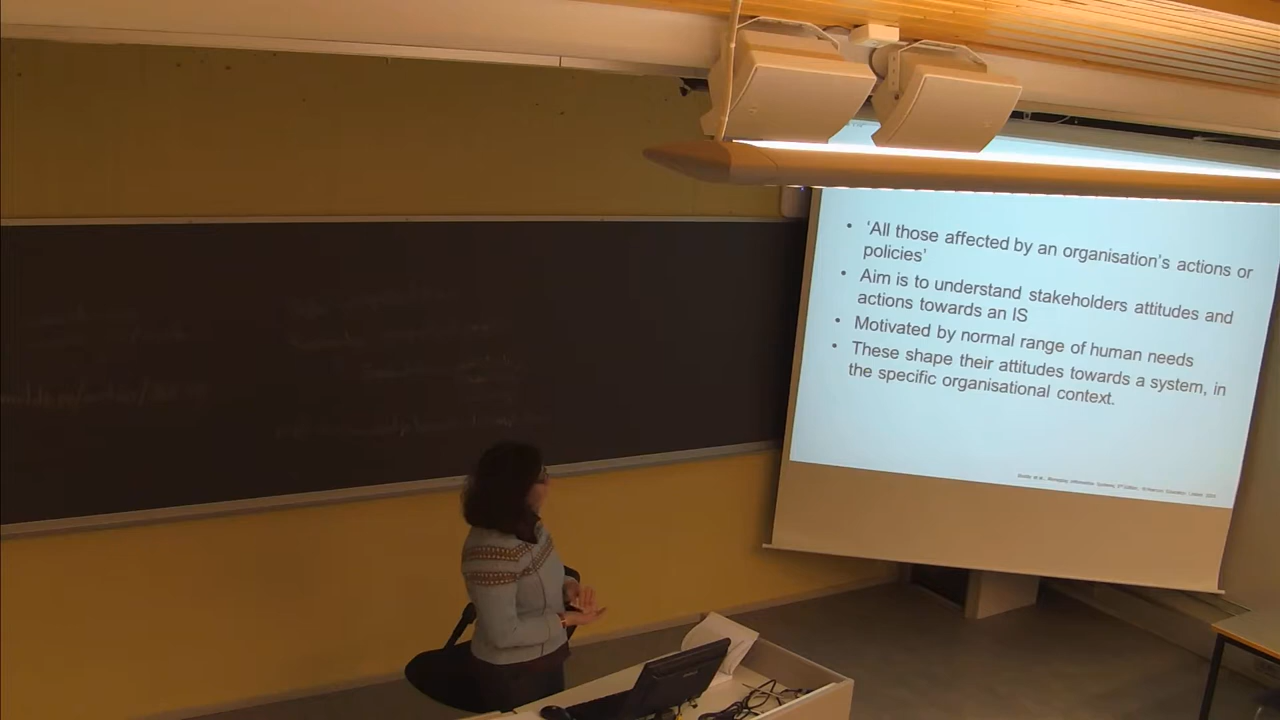 • ‘All those affected by an organisation’s actions or
policies’
• Aim is to understand stakeholders attitudes and
actions towards an IS
• Motivated by normal range of human needs
• These shape their attitudes towards a system, in
the specific organisational context.